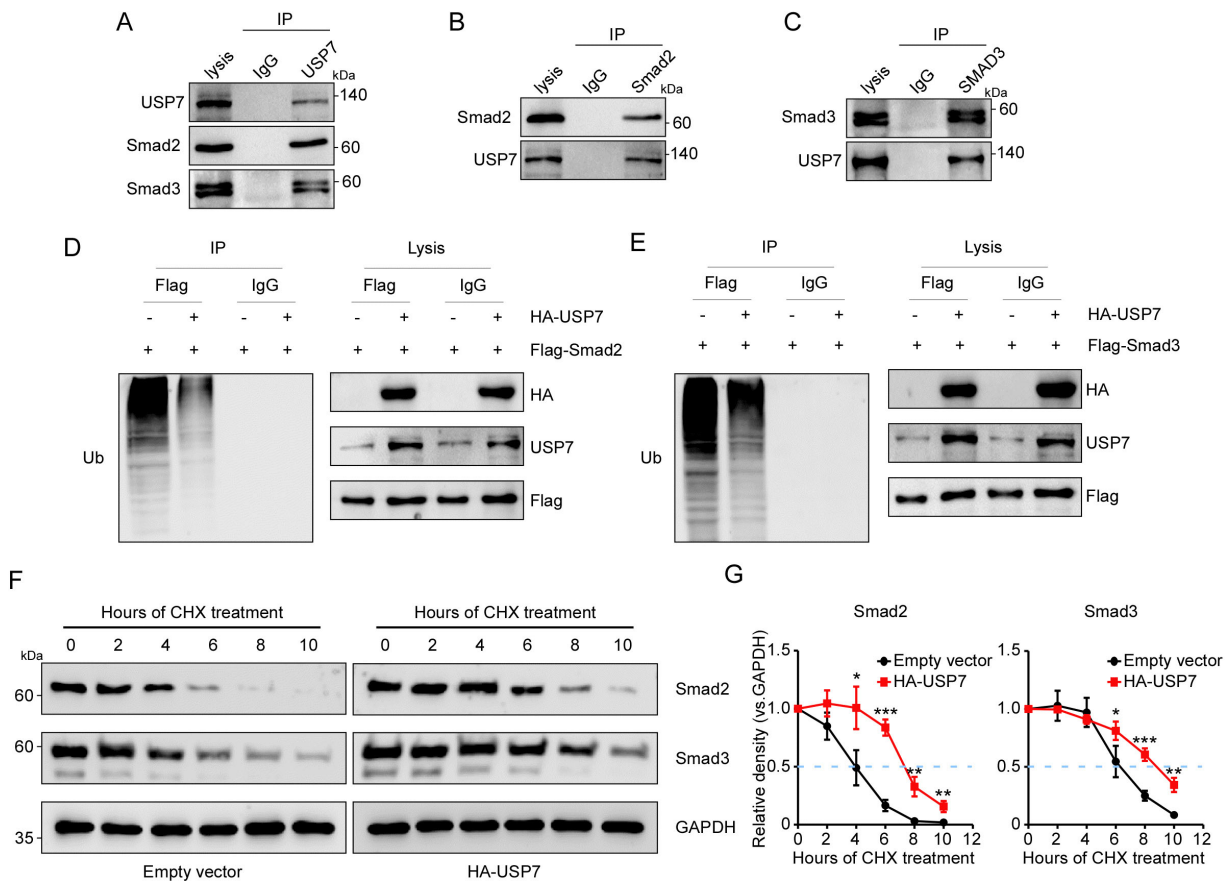 A
IP
lysis
IgG
USP7
kDa
USP7
140
Smad2
60
Smad3
60
B
IP
lysis
IgG
Smad2
kDa
Smad2
60
USP7
140
C
IP
lysis
IgG
SMAD3
kDa
Smad3
60
USP7
140
D
IP
Lysis
Flag
IgG
Flag
IgG
- + - + - + - + HA-USP7
+ + + + + + + + Flag-Smad2
Ub
HA
USP7
Flag
E
IP
Lysis
Flag
IgG
Flag
IgG
- + - + - + - + HA-USP7
+ + + + + + + + Flag-Smad3
Ub
HA
USP7
Flag
F
Hours of CHX treatment
Hours of CHX treatment
0 2 4 6 8 10
0 2 4 6 8 10
kDa
60
Smad2
60
Smad3
35
GAPDH
Empty vector
HA-USP7
G
Smad2
Relative density (vs.GAPDH)
1.5
1.0
0.5
0
Empty vector
HA-USP7
*
***
**
**
0 2 4 6 8 10 12
Hours of CHX treatment
Smad3
1.5
1.0
0.5
0
Empty vector
HA-USP7
*
***
**
0 2 4 6 8 10 12
Hours of CHX treatment